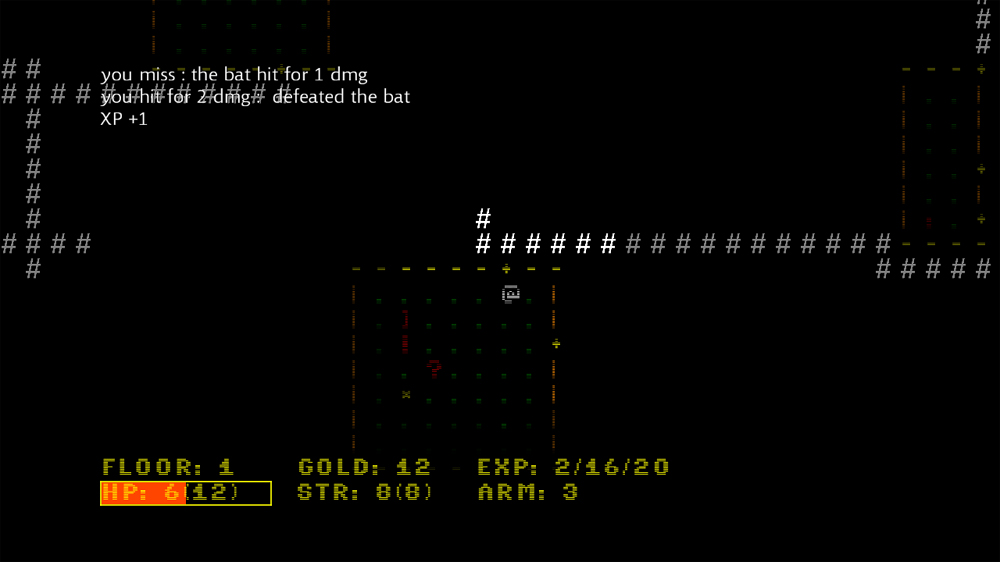 you miss : the bat hit for 1 dmg
you hit for 2 dmg : defeated the bat
XP +1
FLOOR: 1 GOLD: 12 EXP: 2/16/20
HP: 6(12) STR: 8(8) ARM: 3